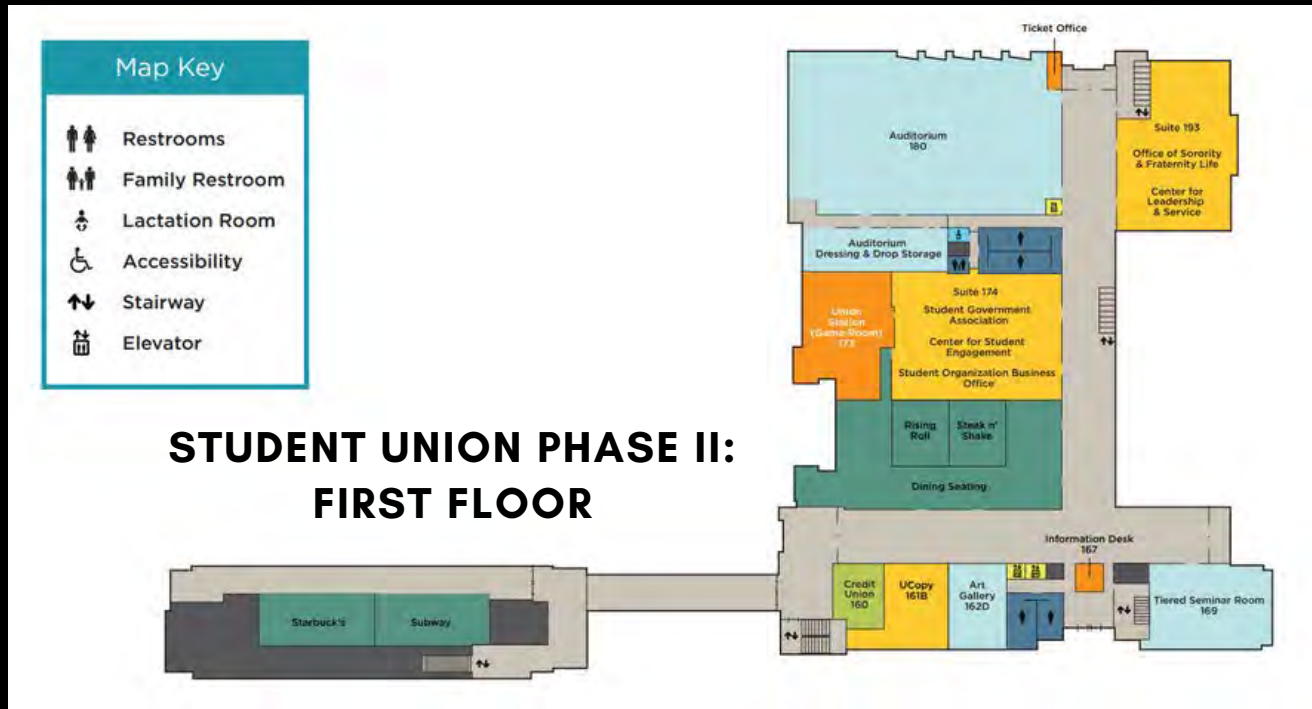 Map Key
Restrooms
Family Restroom
Lactation Room
Accessibility
Stairway
Elevator
STUDENT UNION PHASE II:
FIRST FLOOR
Ticket Office
Auditorium
180
Suite 193
Office of Sorority
& Fraternity Life
Center for
Leadership
& Service
Auditorium
Dressing & Drop Storage
Union
Station
(Game Room)
173
Suite 174
Student Government
Association
Center for Student
Engagement
Student Organization Business
Office
Rising
Roll
Steak n'
Shake
Dining Seating
Information Desk
167
Credit
Union
160
UCopy
161B
Art
Gallery
162D
Tiered Seminar Room
169
Starbuck's
Subway